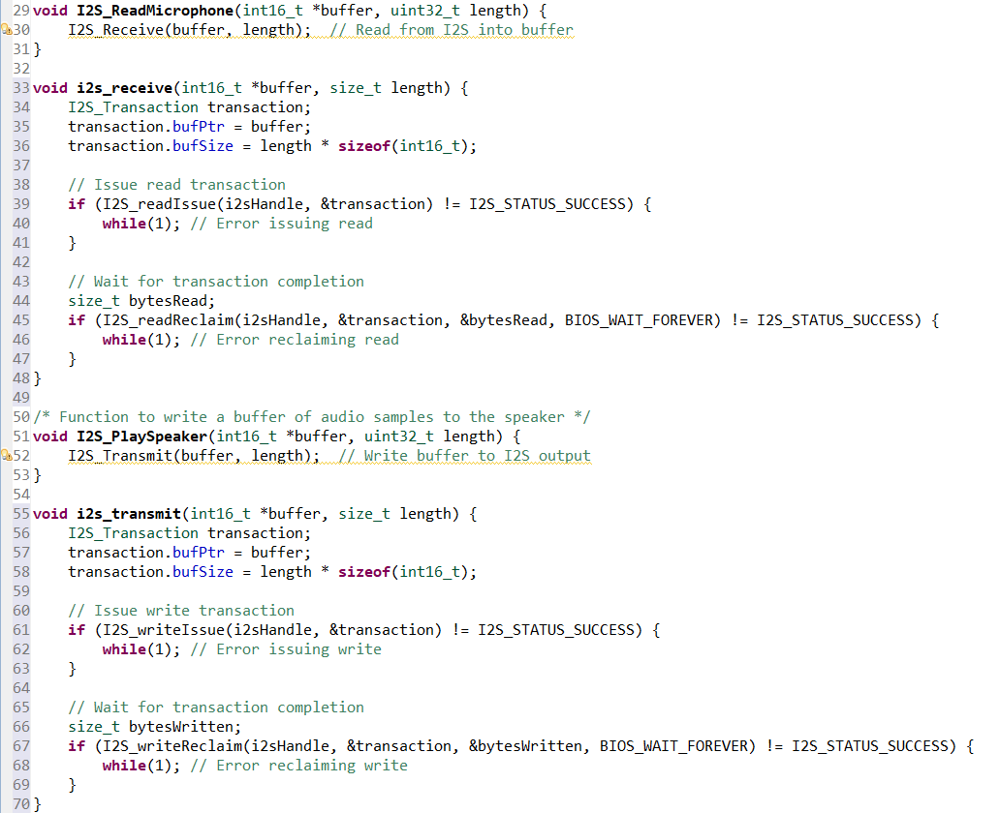 29 void I2S_ReadMicrophone(int16_t *buffer, uint32_t length) {
30     I2S_Receive(buffer, length);  // Read from I2S into buffer
31 }
32
33 void i2s_receive(int16_t *buffer, size_t length) {
34     I2S_Transaction transaction;
35     transaction.bufPtr = buffer;
36     transaction.bufSize = length * sizeof(int16_t);
37
38     // Issue read transaction
39     if (I2S_readIssue(i2sHandle, &transaction) != I2S_STATUS_SUCCESS) {
40         while(1); // Error issuing read
41     }
42
43     // Wait for transaction completion
44     size_t bytesRead;
45     if (I2S_readReclaim(i2sHandle, &transaction, &bytesRead, BIOS_WAIT_FOREVER) != I2S_STATUS_SUCCESS) {
46         while(1); // Error reclaiming read
47     }
48 }
49
50 /* Function to write a buffer of audio samples to the speaker */
51 void I2S_PlaySpeaker(int16_t *buffer, uint32_t length) {
52     I2S_Transmit(buffer, length);  // Write buffer to I2S output
53 }
54
55 void i2s_transmit(int16_t *buffer, size_t length) {
56     I2S_Transaction transaction;
57     transaction.bufPtr = buffer;
58     transaction.bufSize = length * sizeof(int16_t);
59
60     // Issue write transaction
61     if (I2S_writeIssue(i2sHandle, &transaction) != I2S_STATUS_SUCCESS) {
62         while(1); // Error issuing write
63     }
64
65     // Wait for transaction completion
66     size_t bytesWritten;
67     if (I2S_writeReclaim(i2sHandle, &transaction, &bytesWritten, BIOS_WAIT_FOREVER) != I2S_STATUS_SUCCESS) {
68         while(1); // Error reclaiming write
69     }
70 }